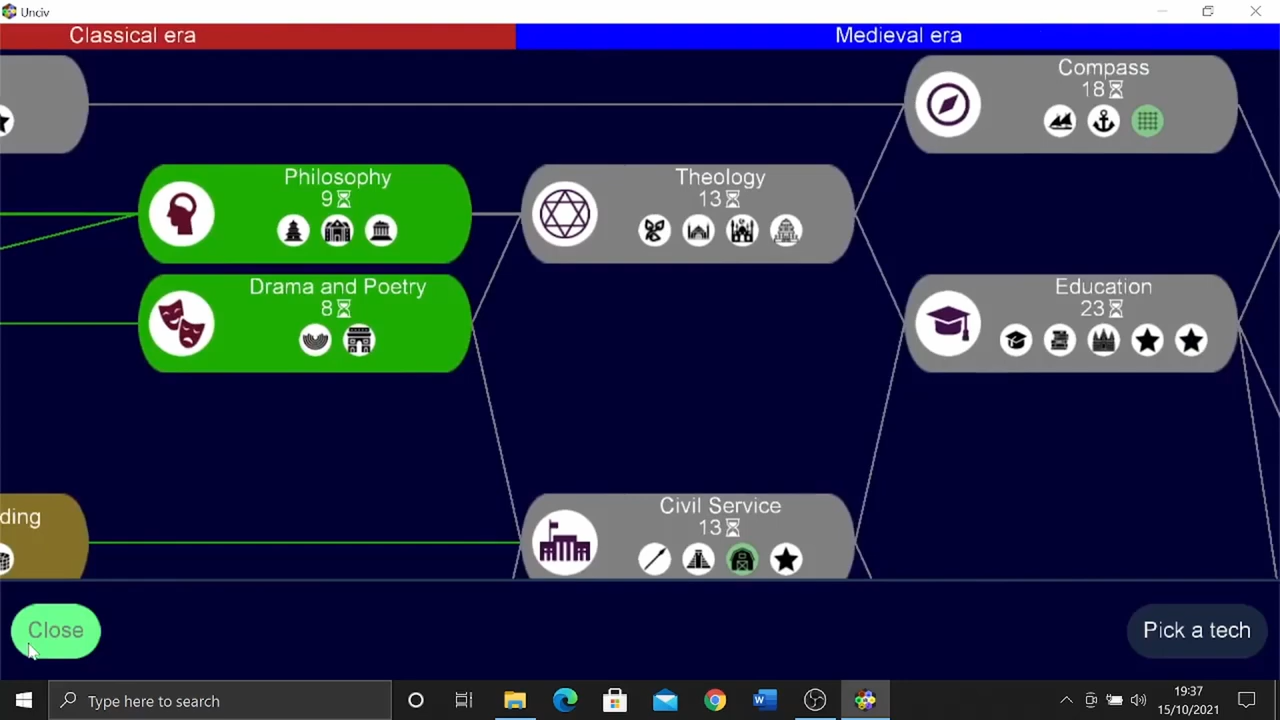 Unciv
Classical era
Medieval era
Compass
18
Philosophy
9
Theology
13
Drama and Poetry
8
Education
23
ding
Civil Service
13
Close
Pick a tech
Type here to search
19:37
15/10/2021